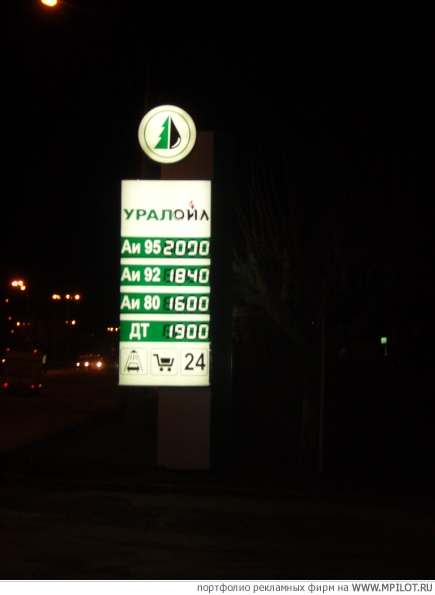 УРАЛОЙЛ
Аи 95 2090
Аи 92 1840
Аи 80 1600
ДТ 1900
24
портфолио рекламных фирм на WWW.MPILOT.RU